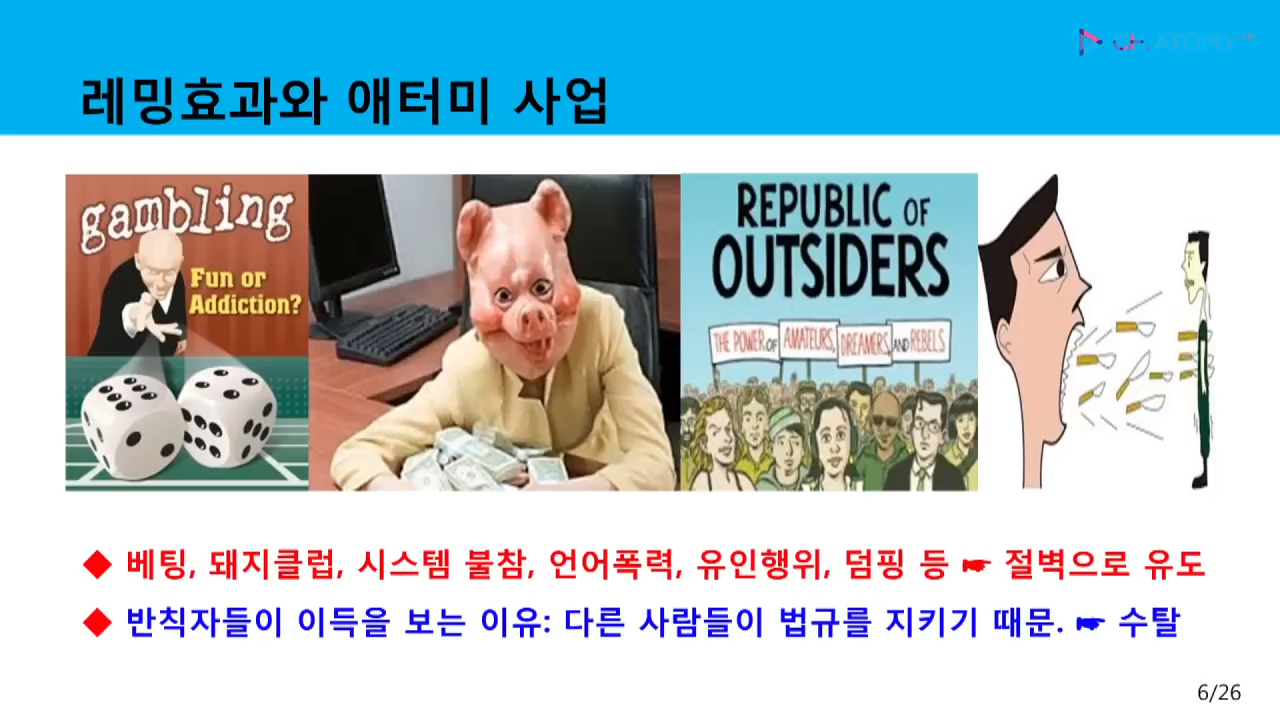 CH.ATOMY
레밍효과와 애터미 사업
gambling
Fun or
Addiction?
REPUBLIC OF
OUTSIDERS
THE POWER OF AMATEURS, DREAMERS, AND REBELS
◆ 베팅, 돼지클럽, 시스템 불참, 언어폭력, 유인행위, 덤핑 등 ☛ 절벽으로 유도
◆ 반칙자들이 이득을 보는 이유: 다른 사람들이 법규를 지키기 때문. ☛ 수탈
6/26